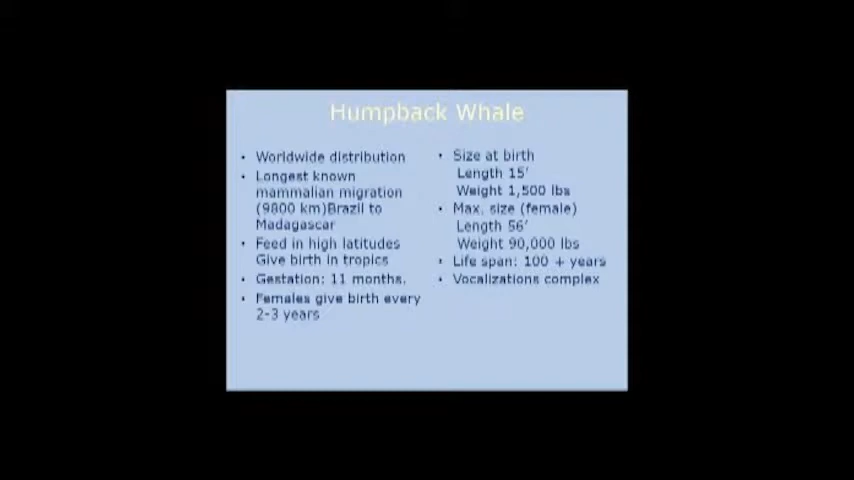 Humpback Whale
• Worldwide distribution
• Longest known
mammalian migration
(9800 km)Brazil to
Madagascar
• Feed in high latitudes
Give birth in tropics
• Gestation: 11 months.
• Females give birth every
2-3 years
• Size at birth
Length 15’
Weight 1,500 lbs
• Max. size (female)
Length 56’
Weight 90,000 lbs
• Life span: 100 + years
• Vocalizations complex